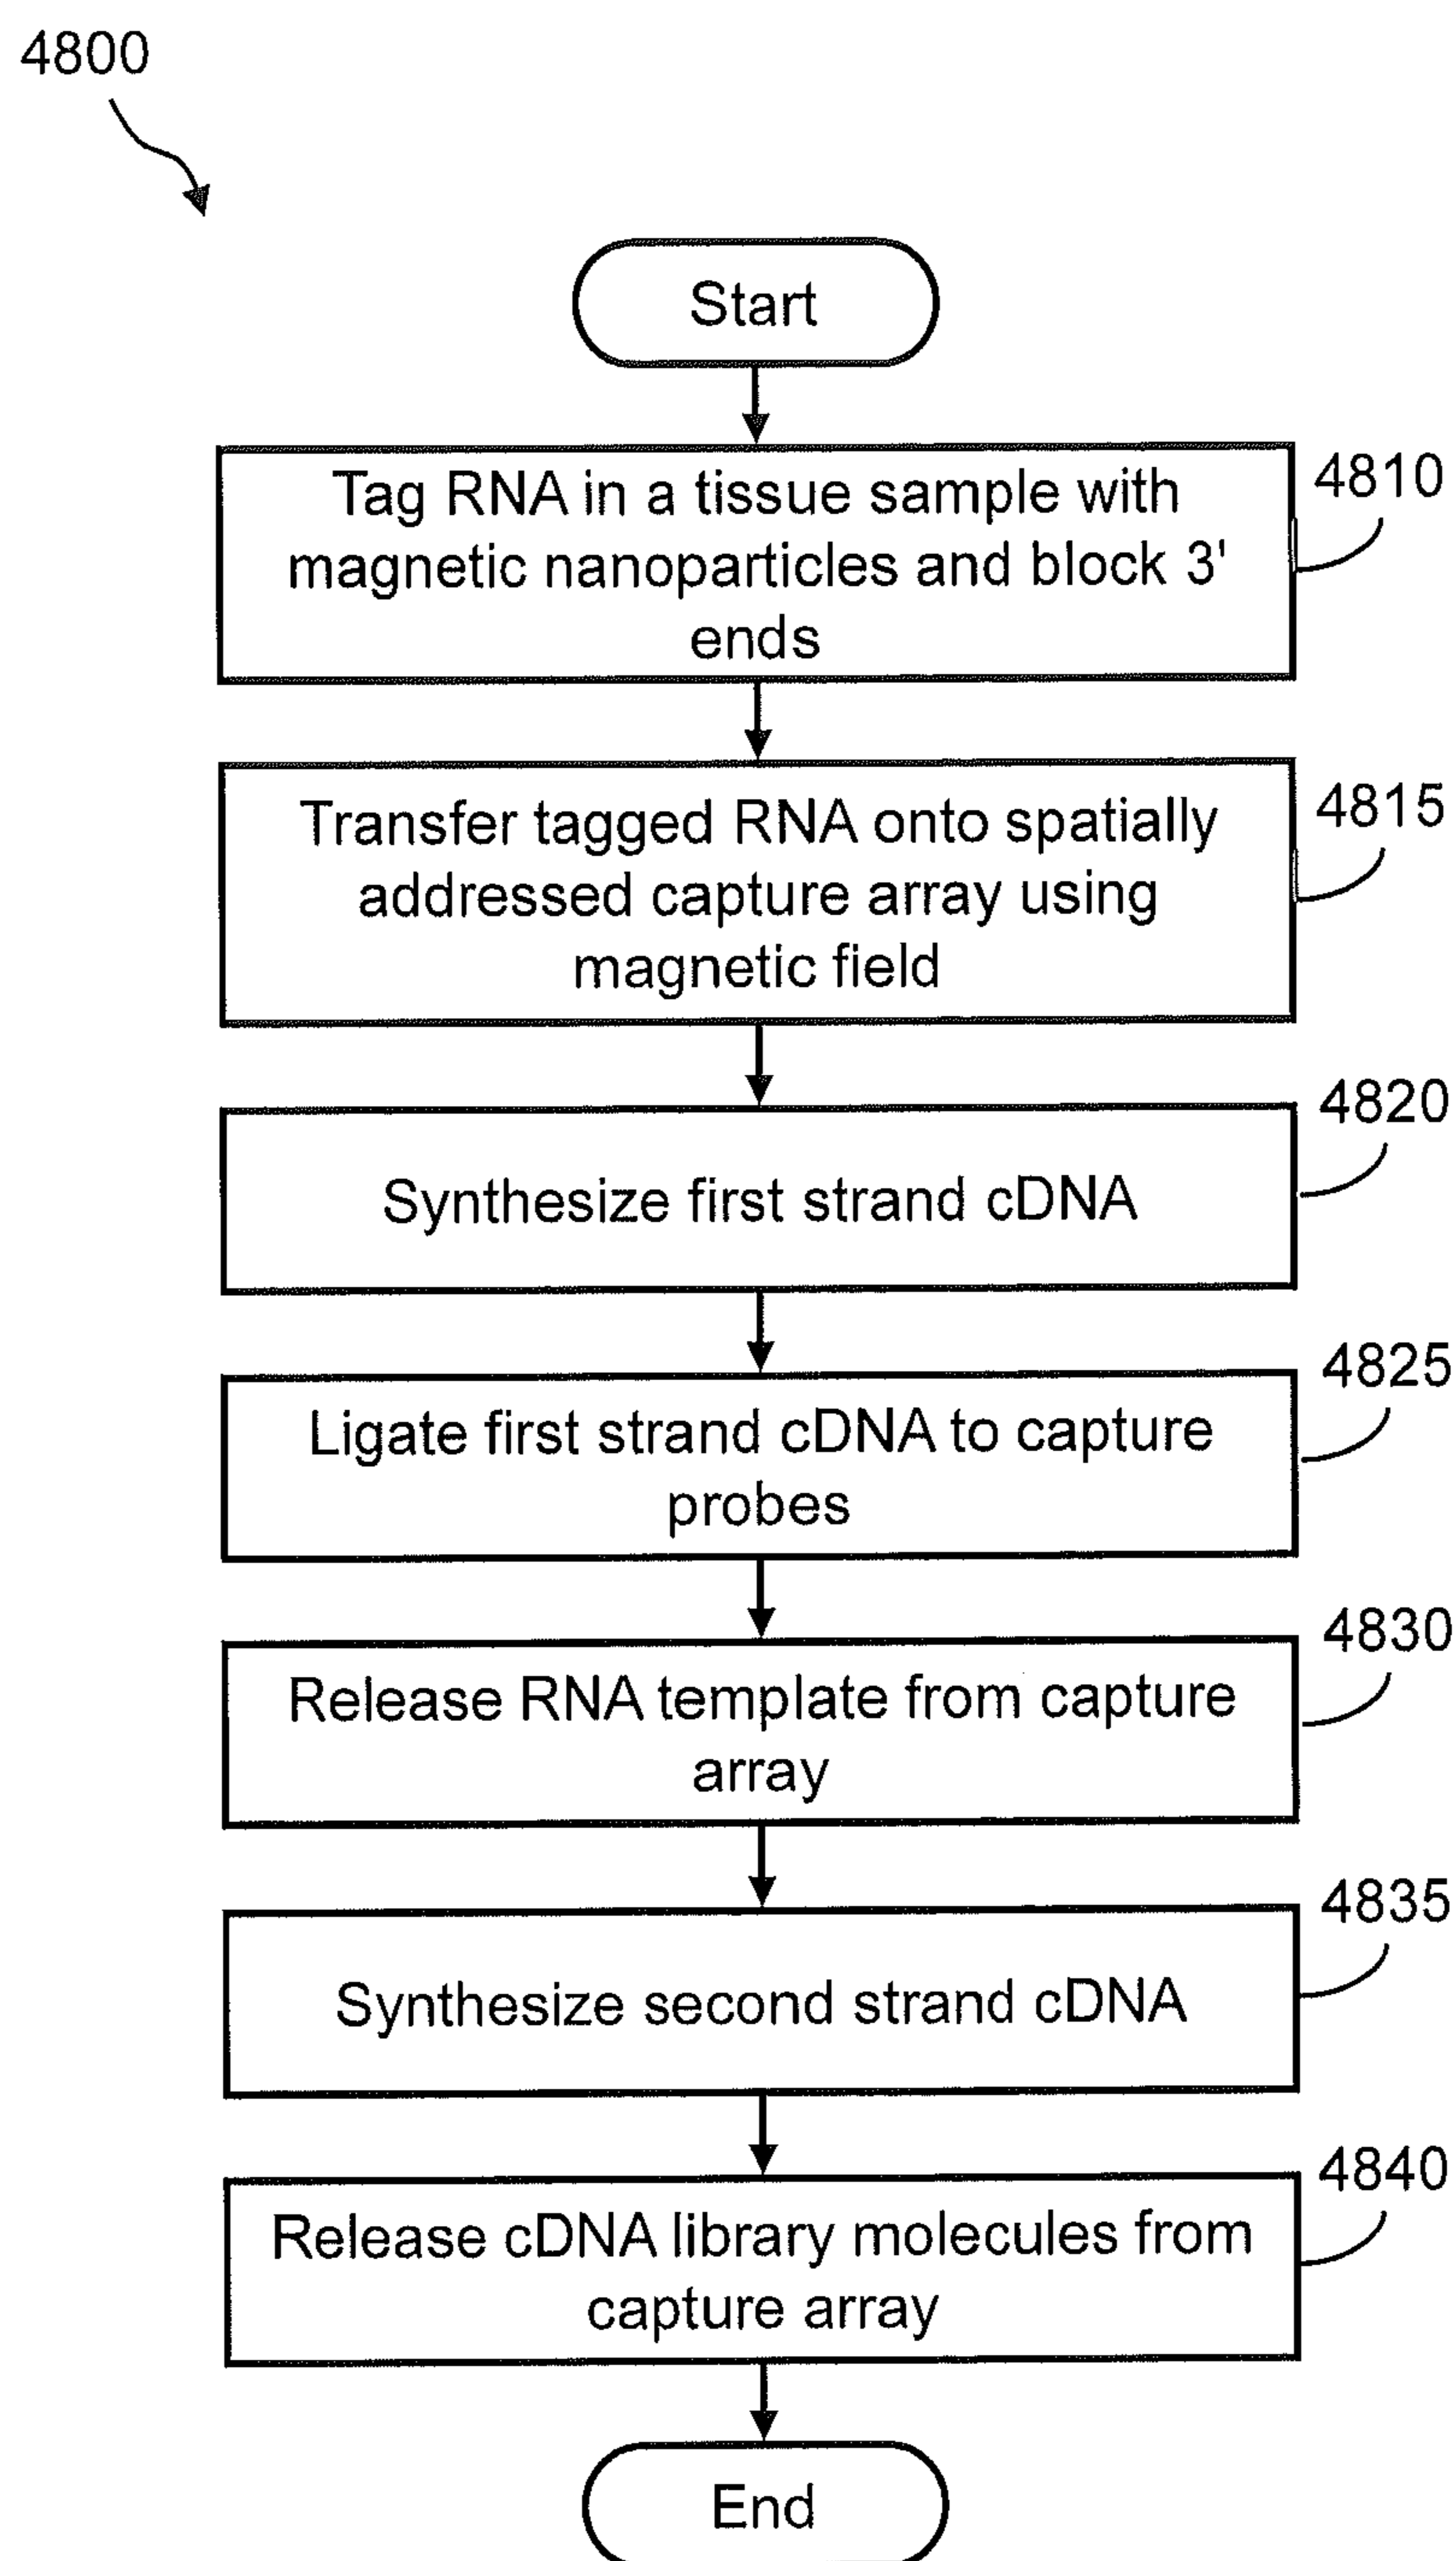 4800
Start
Tag RNA in a tissue sample with
magnetic nanoparticles and block 3'
ends
4810
Transfer tagged RNA onto spatially
addressed capture array using
magnetic field
4815
Synthesize first strand cDNA
4820
Ligate first strand cDNA to capture
probes
4825
Release RNA template from capture
array
4830
Synthesize second strand cDNA
4835
Release cDNA library molecules from
capture array
4840
End